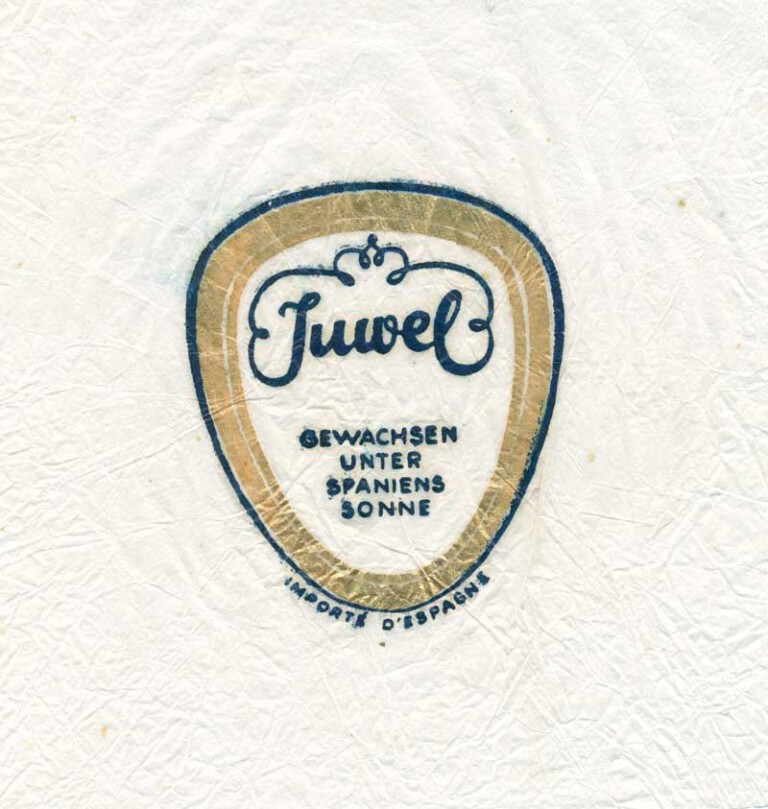 Juwel
GEWACHSEN
UNTER
SPANIENS
SONNE
IMPORTÉ D'ESPAGNE